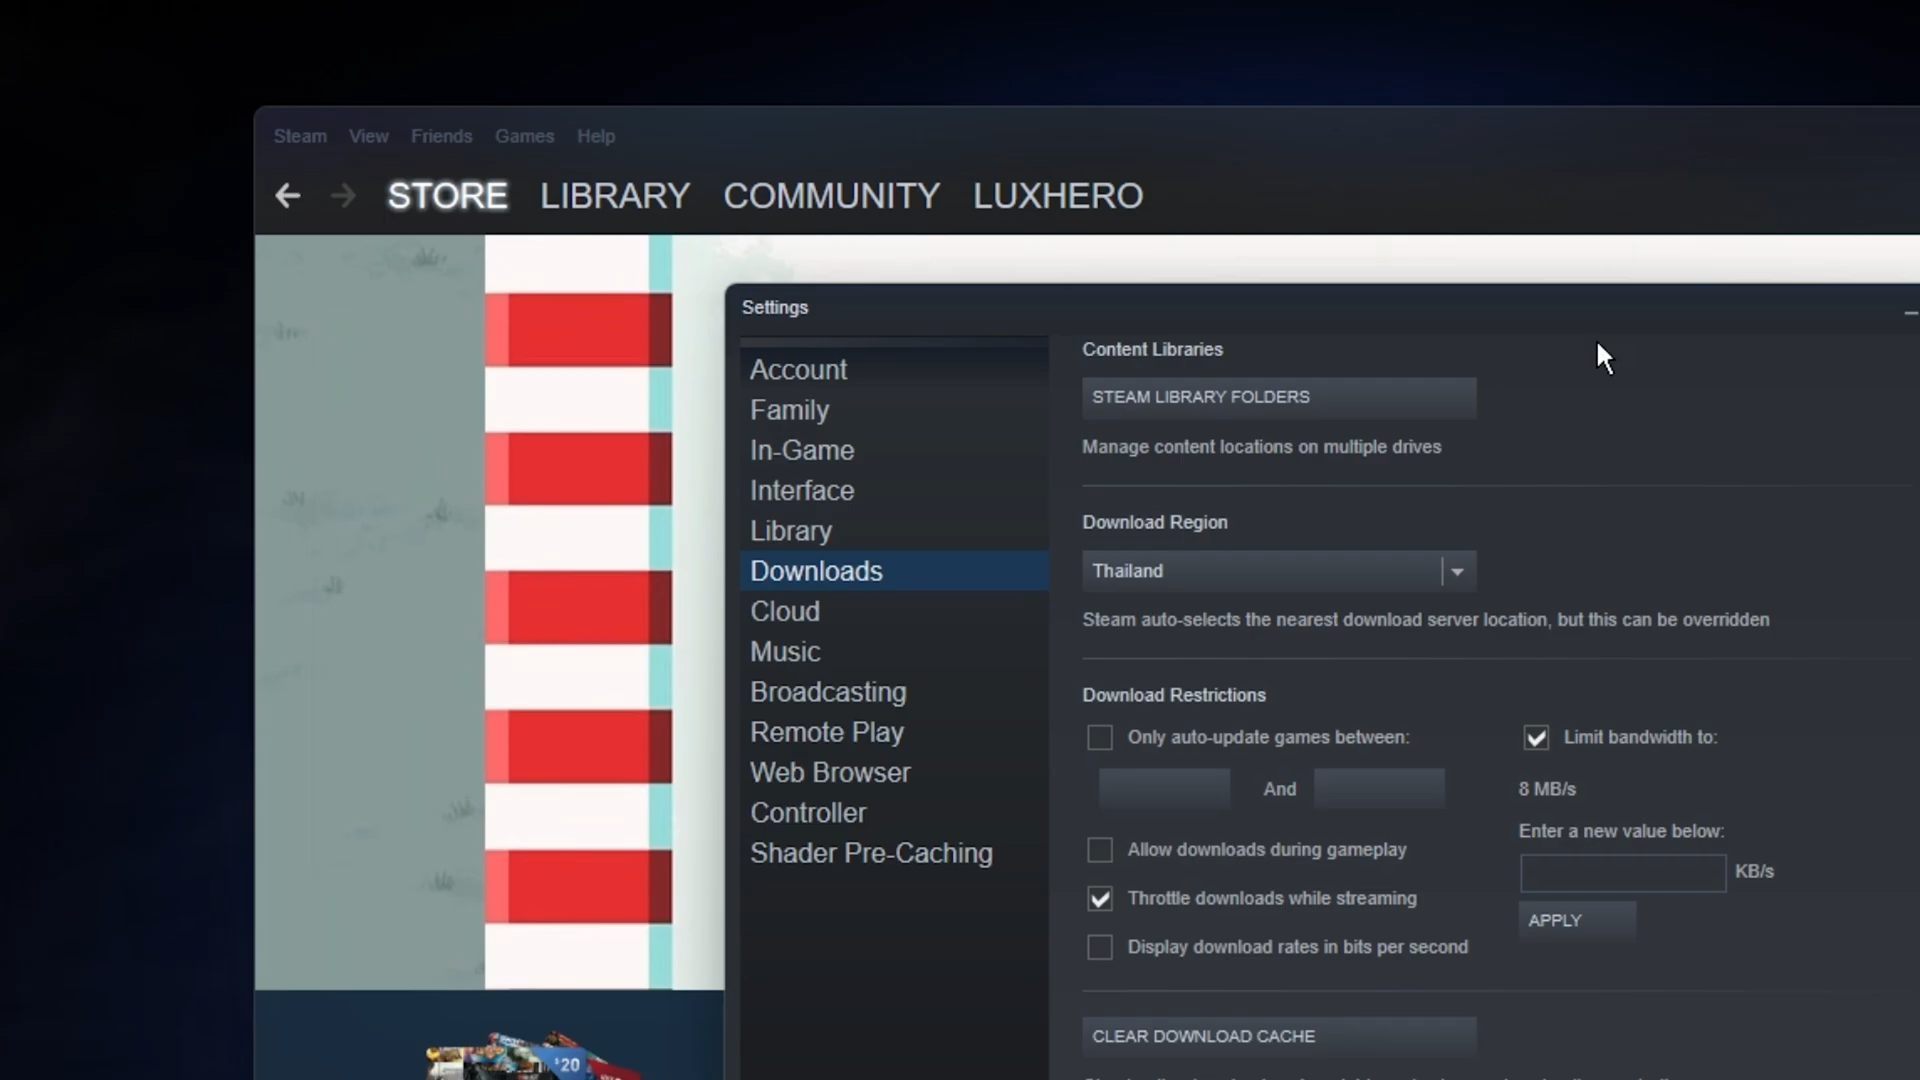 Steam View Friends Games Help
STORE LIBRARY COMMUNITY LUXHERO
Settings
Account
Family
In-Game
Interface
Library
Downloads
Cloud
Music
Broadcasting
Remote Play
Web Browser
Controller
Shader Pre-Caching
Content Libraries
STEAM LIBRARY FOLDERS
Manage content locations on multiple drives
Download Region
Thailand
Steam auto-selects the nearest download server location, but this can be overridden
Download Restrictions
Only auto-update games between:
And
Allow downloads during gameplay
Throttle downloads while streaming
Display download rates in bits per second
Limit bandwidth to:
8 MB/s
Enter a new value below:
KB/s
APPLY
CLEAR DOWNLOAD CACHE
$20